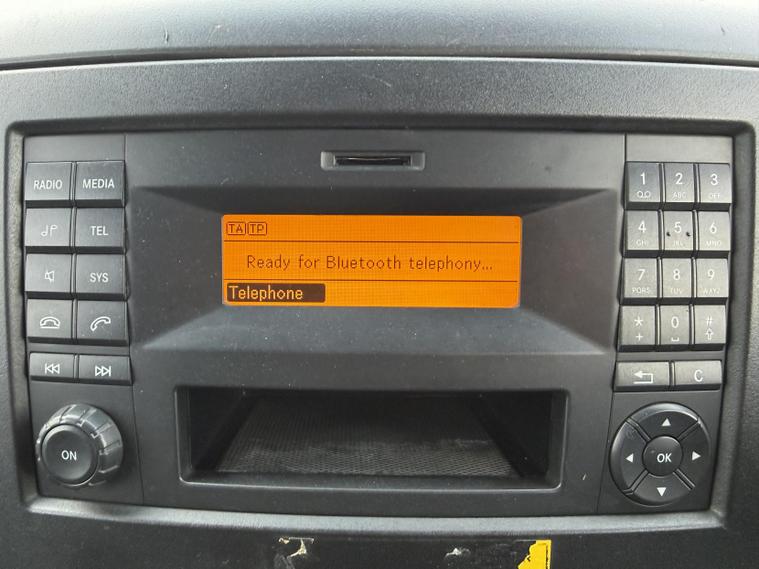 RADIO MEDIA
TEL
SYS
ON
TA TP
Ready for Bluetooth telephony...
Telephone
1 2 3
ABC DEF
4 5 6
GHI JKL MNO
7 8 9
PQRS TUV WXYZ
* 0 #
+
C
OK